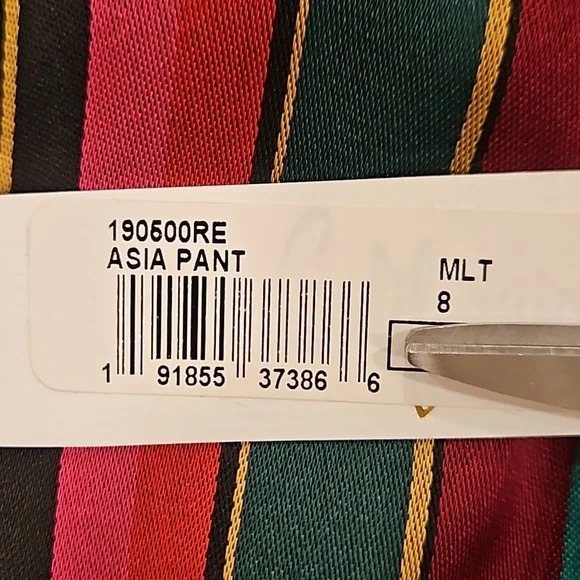 190500RE
ASIA PANT
MLT
8
1 91855 37386 6